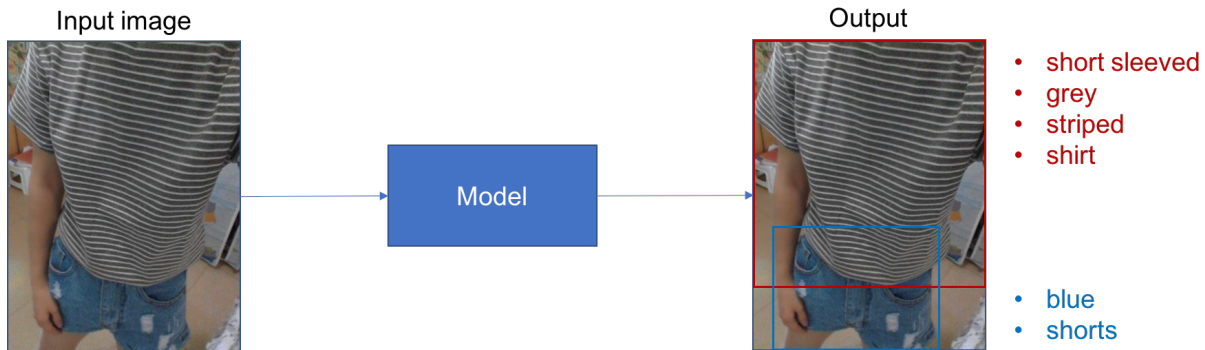 Input image
Output
Model
• short sleeved
• grey
• striped
• shirt
• blue
• shorts